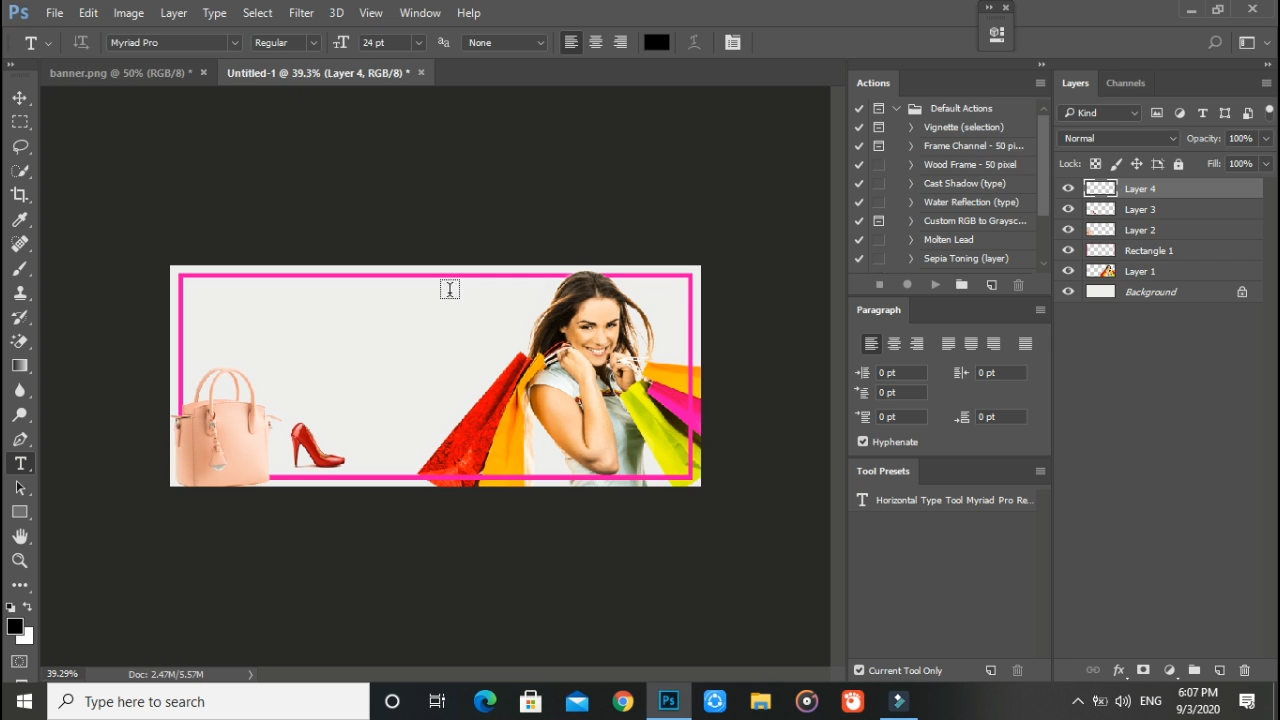 Ps File Edit Image Layer Type Select Filter 3D View Window Help
T Myriad Pro Regular 24 pt aa None
banner.png @ 50% (RGB/8) * × Untitled-1 @ 39.3% (Layer 4, RGB/8) * ×
Actions
Default Actions
Vignette (selection)
Frame Channel - 50 pi...
Wood Frame - 50 pixel
Cast Shadow (type)
Water Reflection (type)
Custom RGB to Graysc...
Molten Lead
Sepia Toning (layer)
Paragraph
0 pt 0 pt
0 pt
0 pt 0 pt
Hyphenate
Tool Presets
Horizontal Type Tool Myriad Pro Re...
Current Tool Only
Layers Channels
Kind
Normal Opacity: 100%
Lock: Fill: 100%
Layer 4
Layer 3
Layer 2
Rectangle 1
Layer 1
Background
39.29% Doc: 2.47M/5.57M
Type here to search
Ps
ENG
6:07 PM
9/3/2020